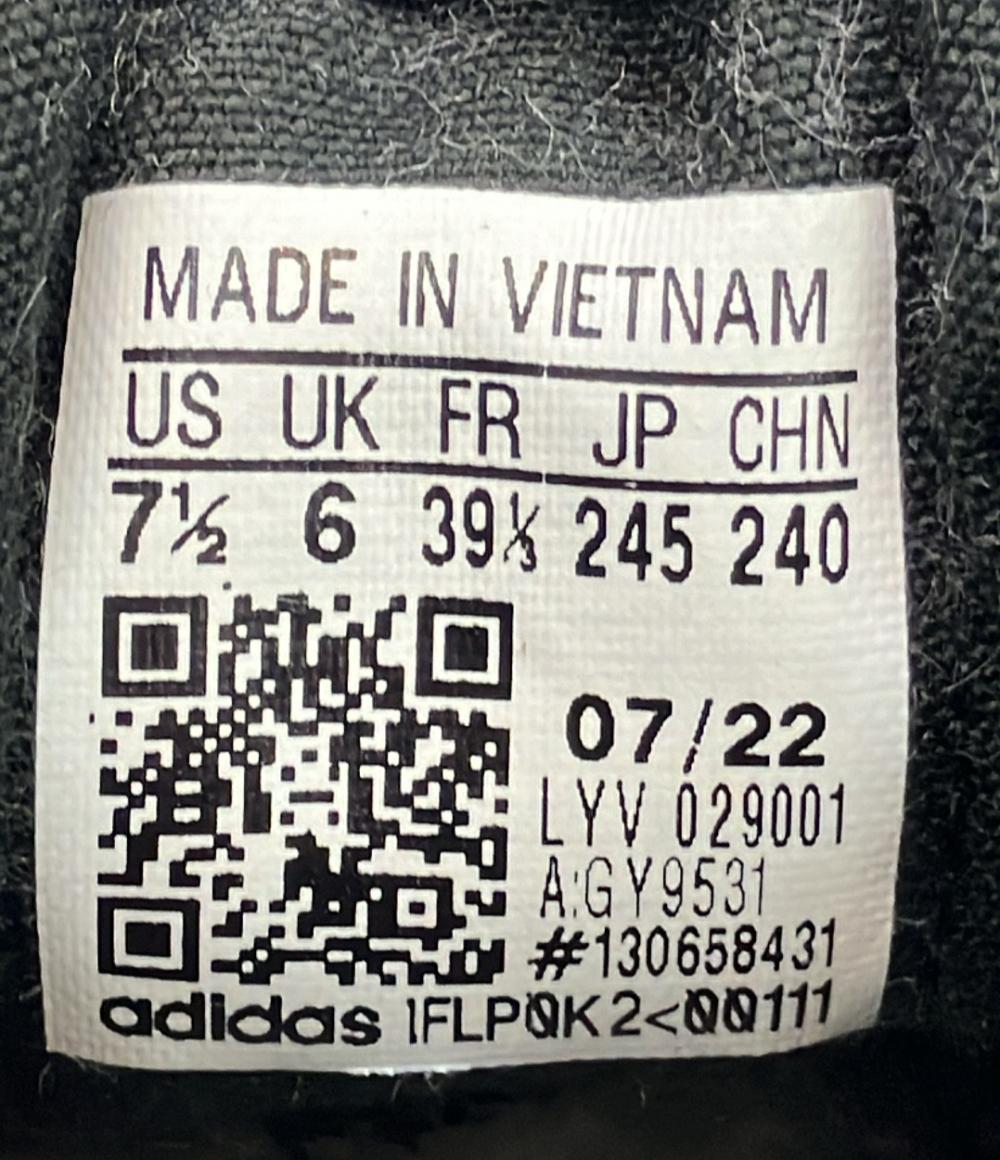 MADE IN VIETNAM
US UK FR JP CHN
7½ 6 39⅓ 245 240
07/22
LYV 029001
A:GY9531
#130658431
adidas 1FLP0K2<00111